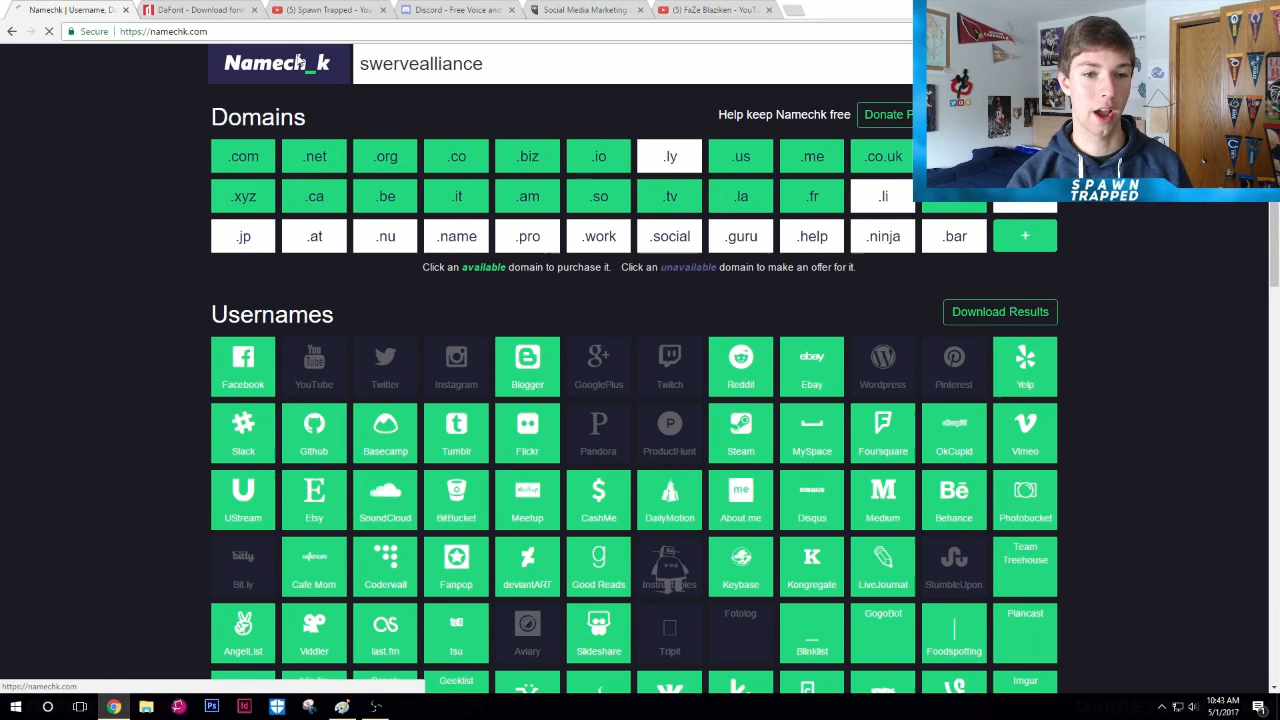 Namechk | Username, D
DaFont - Download font
(5) Spawn Trapped - You
Discord - Free Voice and
Social Media Marketing
(5) FaZe Blaziken - YouT
Secure | https://namechk.com
Namech_k
swervealliance
Domains
Help keep Namechk free
Donate P
.com .net .org .co .biz .io .ly .us .me .co.uk
.xyz .ca .be .it .am .so .tv .la .fr .li
.jp .at .nu .name .pro .work .social .guru .help .ninja .bar +
Click an available domain to purchase it. Click an unavailable domain to make an offer for it.
SPAWN
TRAPPED
Usernames
Download Results
Facebook YouTube Twitter Instagram Blogger GooglePlus Twitch Reddit Ebay Wordpress Pinterest Yelp
Slack Github Basecamp Tumblr Flickr Pandora ProductHunt Steam MySpace Foursquare OkCupid Vimeo
UStream Etsy SoundCloud BitBucket Meetup CashMe DailyMotion About.me Disqus Medium Behance Photobucket
Bit.ly Cafe Mom Coderwall Fanpop deviantART Good Reads Instructables Keybase Kongregate LiveJournal StumbleUpon Team Treehouse
AngelList Viddler last.fm tsu Aviary Slideshare TripIt Fotolog Blinklist GogoBot Foodspotting Plancast
Geeklist Imgur
https://namechk.com
10:43 AM
5/1/2017